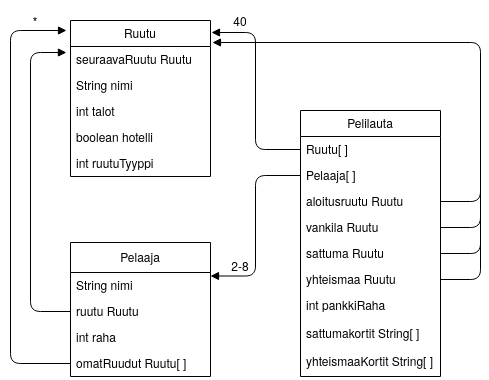 *
40
Ruutu
seuraavaRuutu Ruutu
String nimi
int talot
boolean hotelli
int ruutuTyyppi
Pelilauta
Ruutu[ ]
Pelaaja[ ]
aloitusruutu Ruutu
vankila Ruutu
sattuma Ruutu
yhteismaa Ruutu
int pankkiRaha
sattumakortit String[ ]
yhteismaaKortit String[ ]
2-8
Pelaaja
String nimi
ruutu Ruutu
int raha
omatRuudut Ruutu[ ]